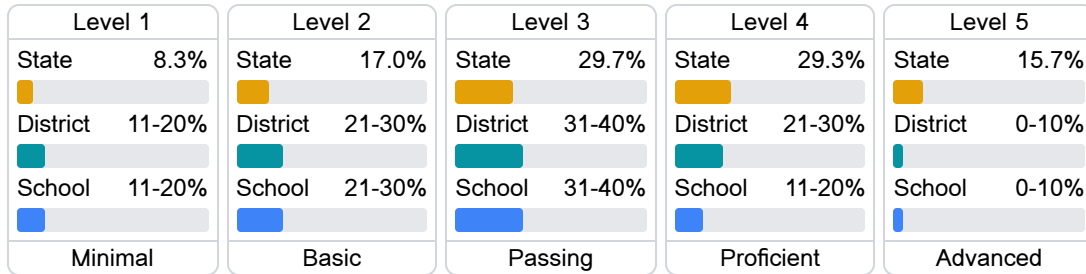 Level 1
State 8.3%
District 11-20%
School 11-20%
Minimal
Level 2
State 17.0%
District 21-30%
School 21-30%
Basic
Level 3
State 29.7%
District 31-40%
School 31-40%
Passing
Level 4
State 29.3%
District 21-30%
School 11-20%
Proficient
Level 5
State 15.7%
District 0-10%
School 0-10%
Advanced